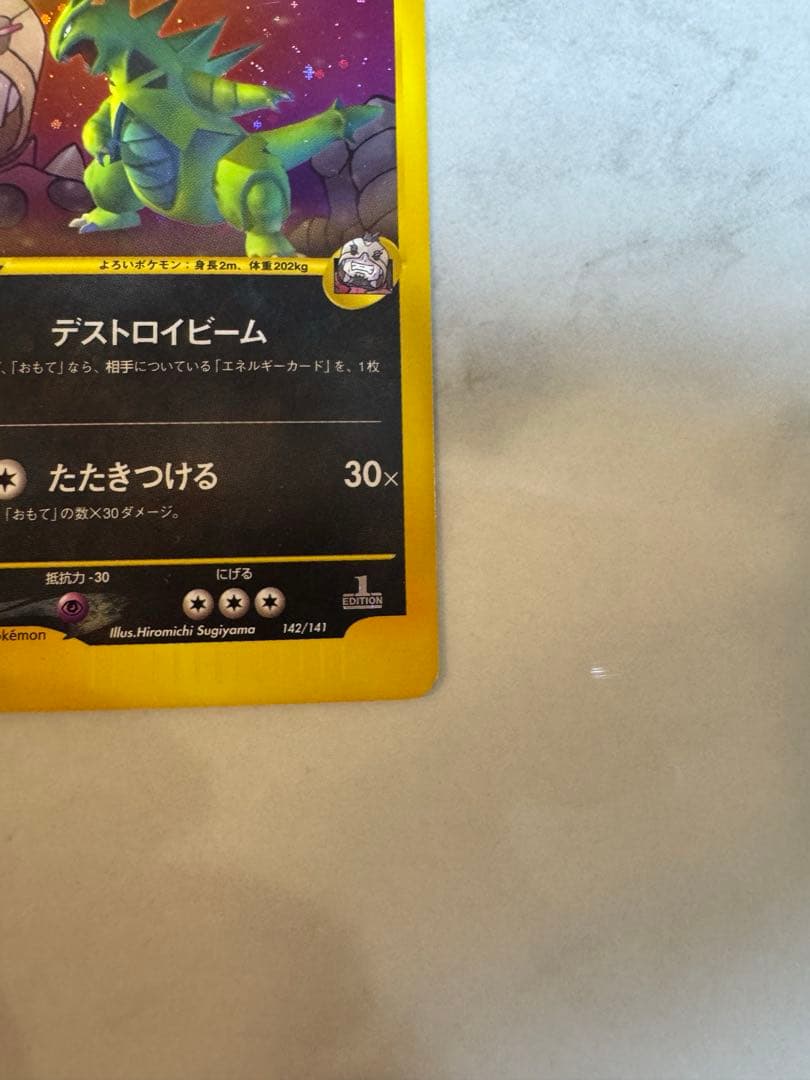 よろいポケモン：身長2m、体重202kg
デストロイビーム
、「おもて」なら、相手についている「エネルギーカード」を、1枚
たたきつける 30×
「おもて」の数×30ダメージ。
抵抗力-30 にげる
1 EDITION
okémon Illus.Hiromichi Sugiyama 142/141